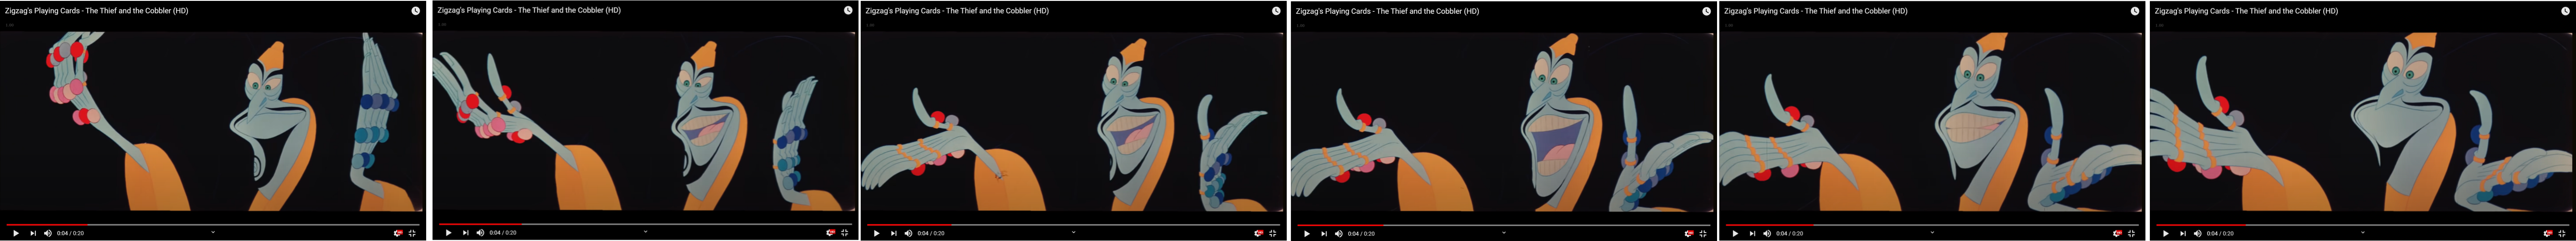 Zigzag's Playing Cards - The Thief and the Cobbler (HD)
0:04 / 0:20
Zigzag's Playing Cards - The Thief and the Cobbler (HD)
0:04 / 0:20
Zigzag's Playing Cards - The Thief and the Cobbler (HD)
0:04 / 0:20
Zigzag's Playing Cards - The Thief and the Cobbler (HD)
0:04 / 0:20
Zigzag's Playing Cards - The Thief and the Cobbler (HD)
0:04 / 0:20
Zigzag's Playing Cards - The Thief and the Cobbler (HD)
0:04 / 0:20